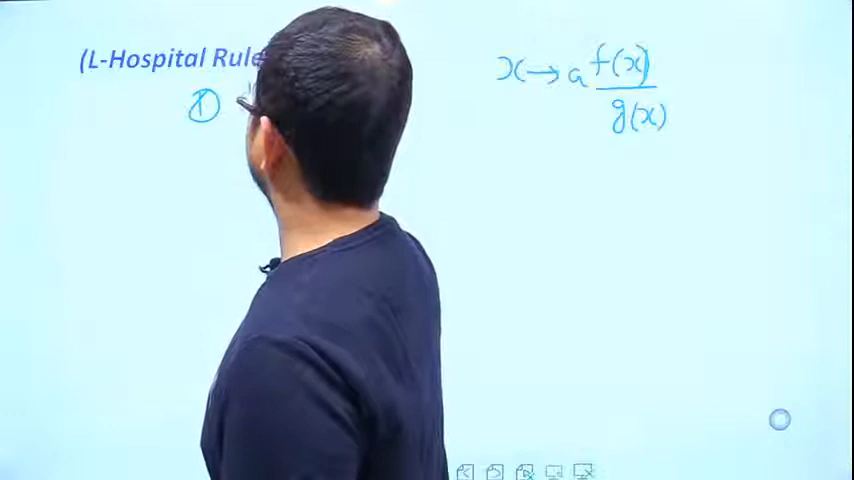 (L-Hospital Rule
x→a f(x)/g(x)
①